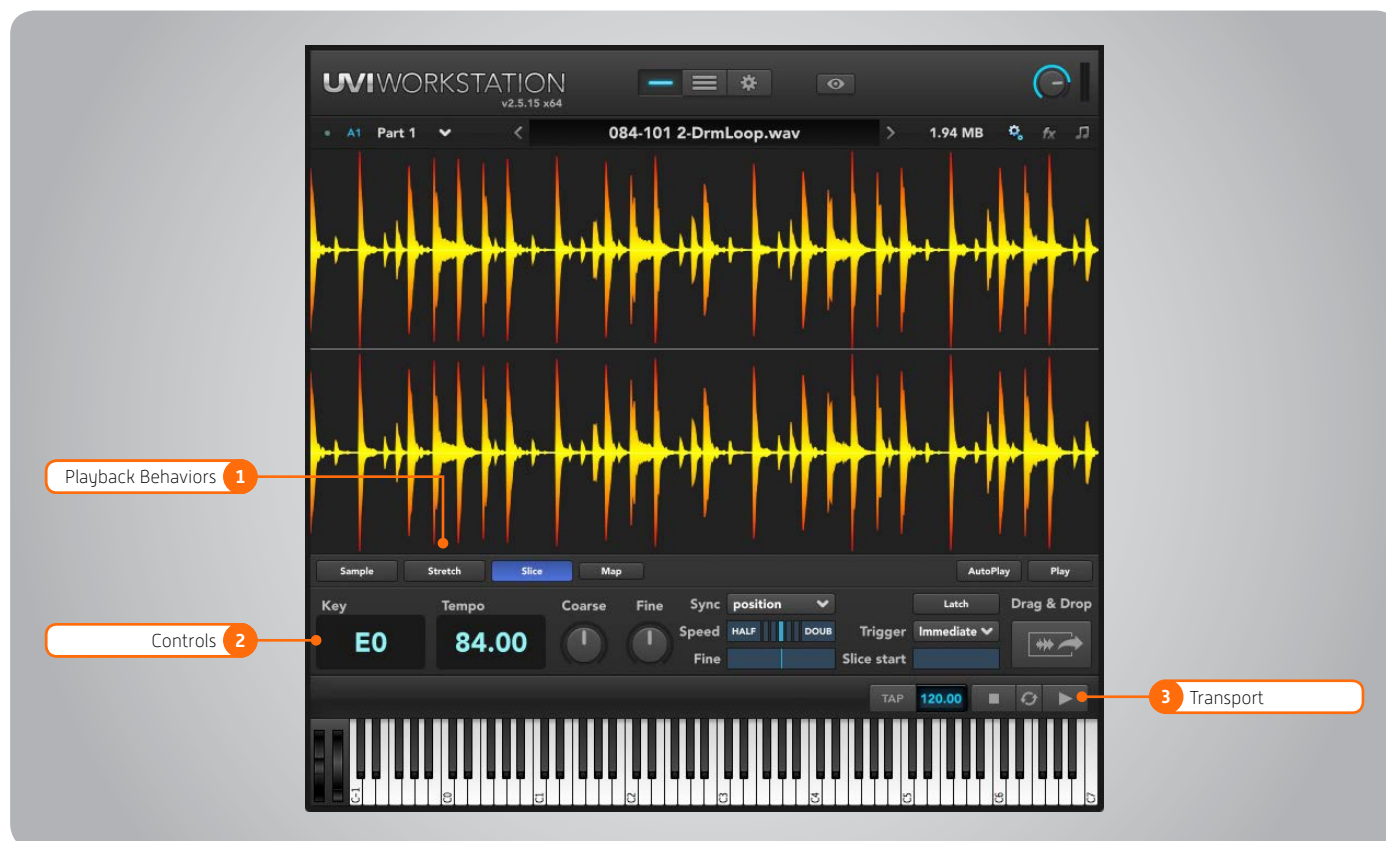 UVIWORKSTATION
v2.5.15 x64
A1 Part 1 < 084-101 2-DrmLoop.wav > 1.94 MB fx
Playback Behaviors 1
Sample Stretch Slice Map AutoPlay Play
Key Tempo Coarse Fine Sync position Latch Drag & Drop
Controls 2
E0 84.00 Speed HALF DOUB Trigger Immediate
Fine Slice start
TAP 120.00
3 Transport
C-1 C0 C1 C2 C3 C4 C5 C6 C7